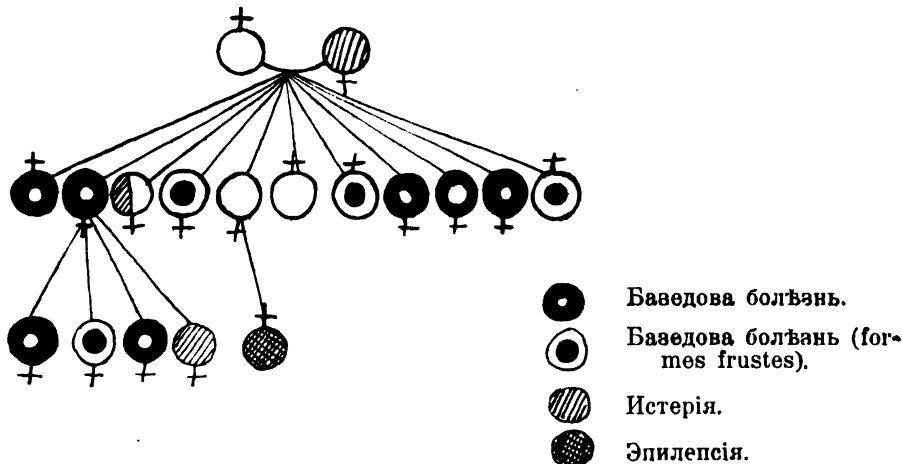 Базедова болѣзнь.
Базедова болѣзнь (for-
mes frustes).
Истерія.
Эпилепсія.